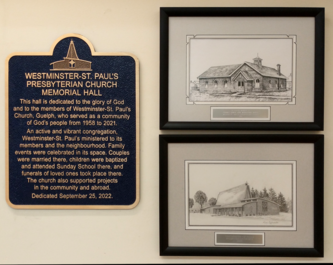 WESTMINSTER-ST. PAUL'S
PRESBYTERIAN CHURCH
MEMORIAL HALL
This hall is dedicated to the glory of God
and to the members of Westminster-St. Paul's
Church, Guelph, who served as a community
of God's people from 1958 to 2021.
An active and vibrant congregation,
Westminster-St. Paul's ministered to its
members and the neighbourhood. Family
events were celebrated in its space. Couples
were married there, children were baptized
and attended Sunday School there, and
funerals of loved ones took place there.
The church also supported projects
in the community and abroad.
Dedicated September 25, 2022.